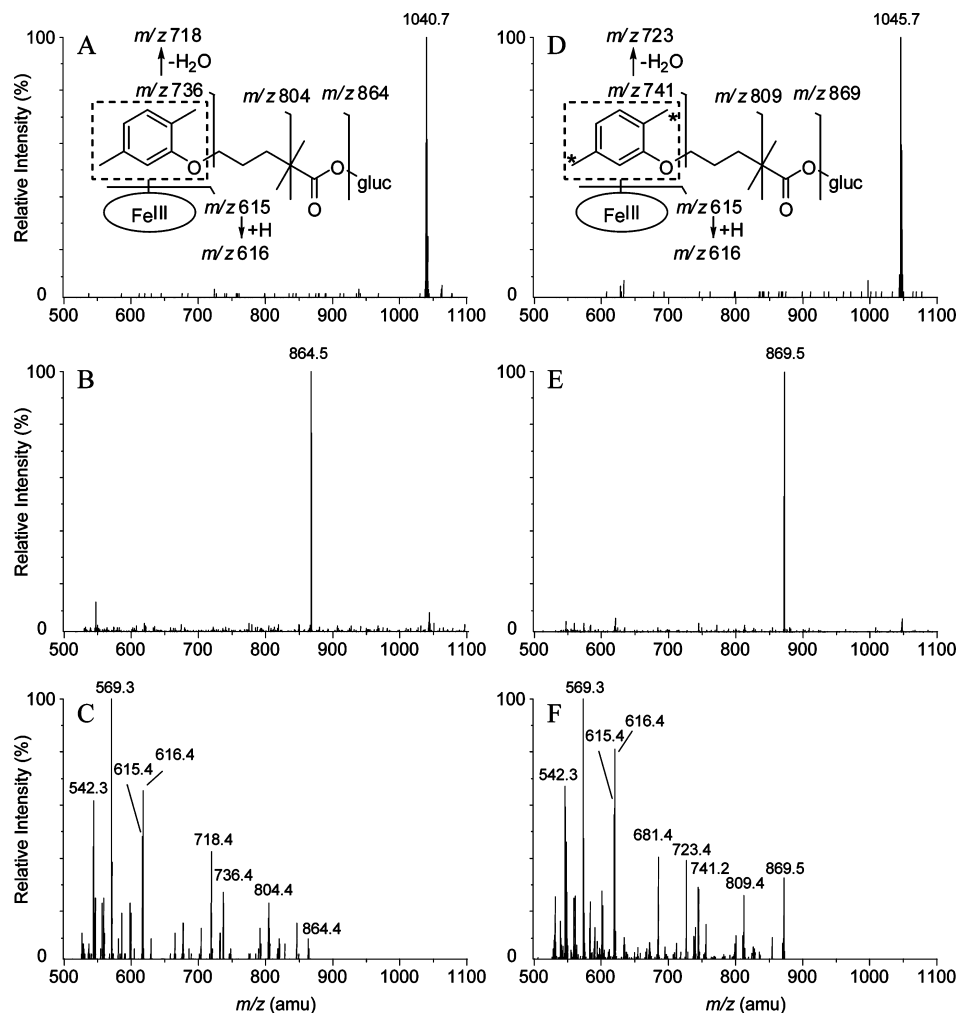 1040.7
100
A
m/z 718
-H2O
m/z 736
m/z 804
m/z 864
O
O
O
gluc
FeIII
m/z 615
+H
m/z 616
Relative Intensity (%)
0
500 600 700 800 900 1000 1100
1045.7
100
D
m/z 723
-H2O
m/z 741
m/z 809
m/z 869
*
*
O
O
O
gluc
FeIII
m/z 615
+H
m/z 616
0
500 600 700 800 900 1000 1100
864.5
100
B
Relative Intensity (%)
0
500 600 700 800 900 1000 1100
869.5
100
E
0
500 600 700 800 900 1000 1100
569.3
100
C
616.4
615.4
542.3
718.4
736.4
804.4
864.4
Relative Intensity (%)
0
500 600 700 800 900 1000 1100
m/z (amu)
569.3
100
F
616.4
615.4
542.3
681.4
723.4
741.2
809.4
869.5
0
500 600 700 800 900 1000 1100
m/z (amu)